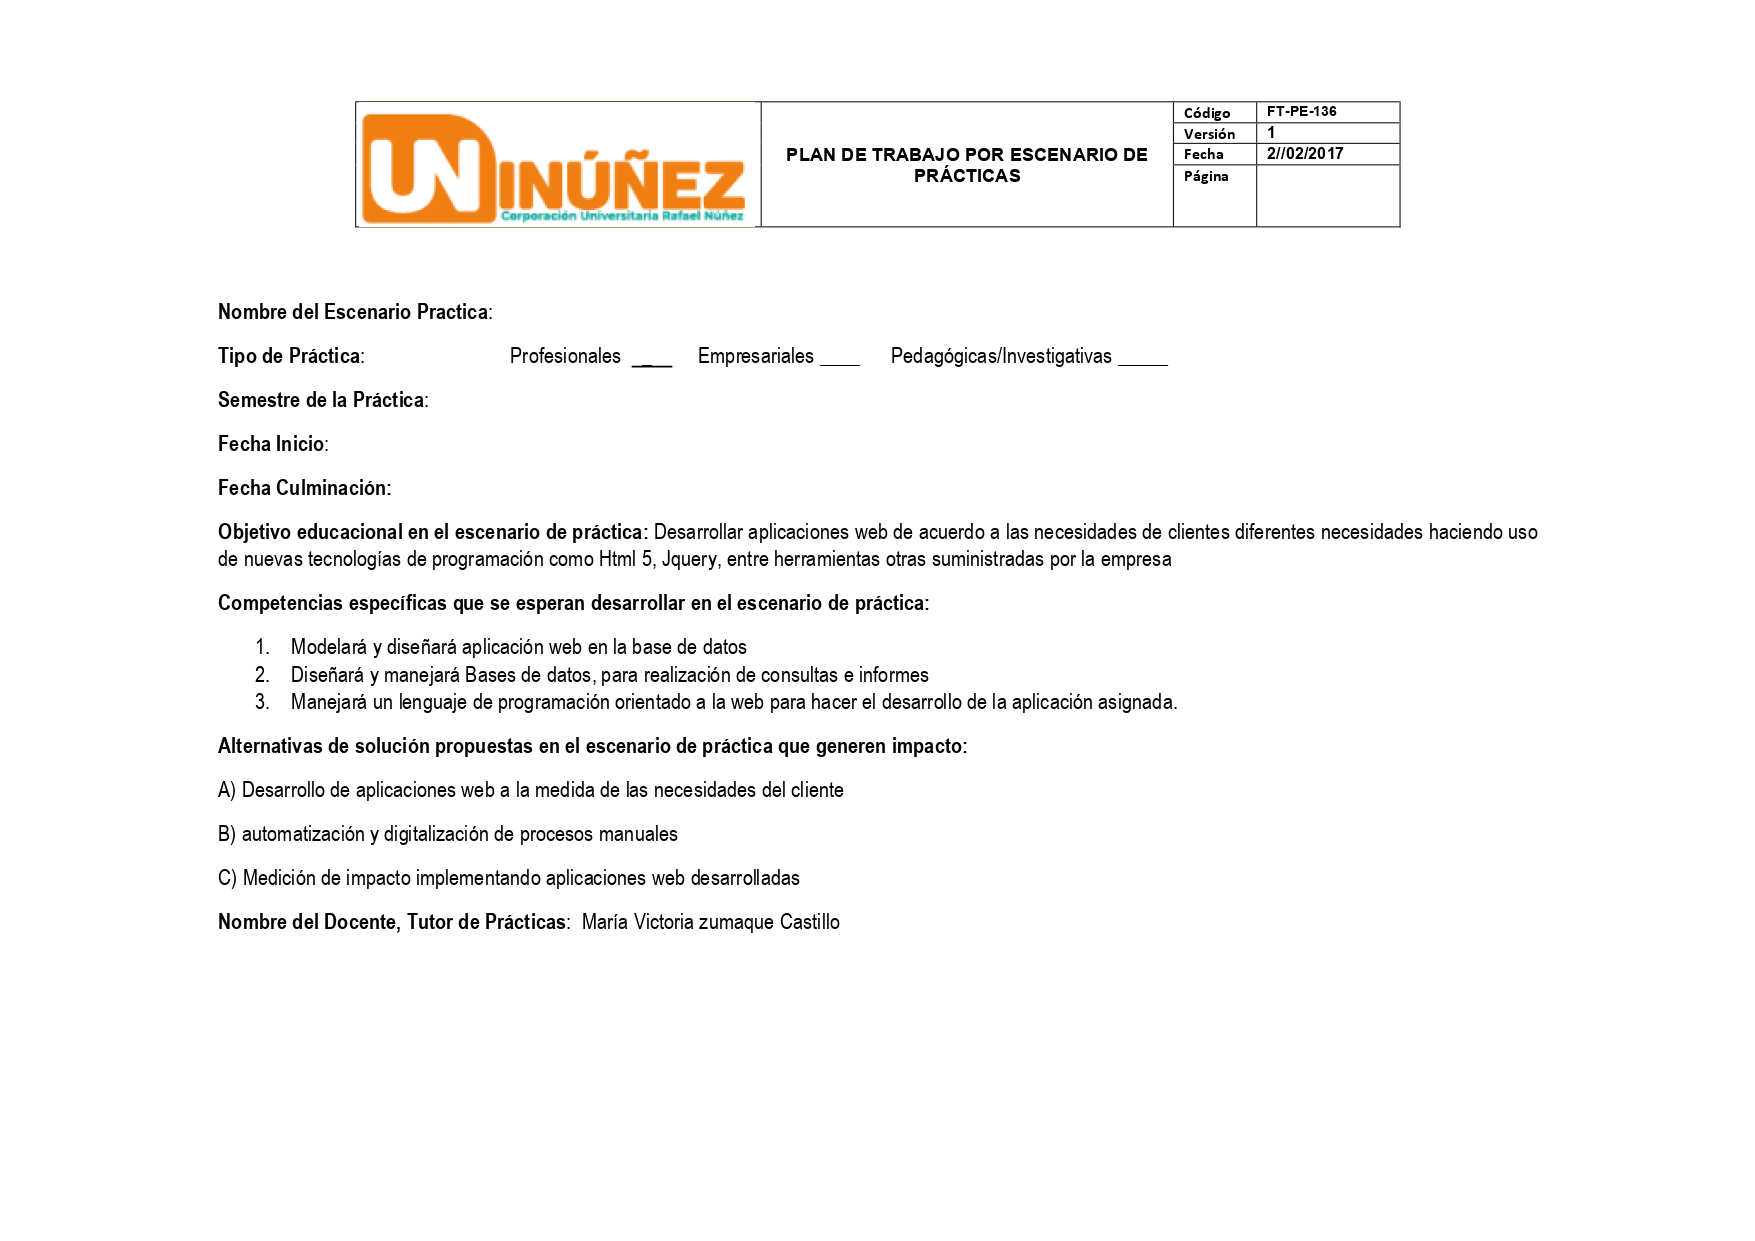 UNINÚÑEZ
Corporación Universitaria Rafael Núñez
PLAN DE TRABAJO POR ESCENARIO DE
PRÁCTICAS
Código FT-PE-136
Versión 1
Fecha 2//02/2017
Página
Nombre del Escenario Practica:
Tipo de Práctica: Profesionales ____ Empresariales ____ Pedagógicas/Investigativas _____
Semestre de la Práctica:
Fecha Inicio:
Fecha Culminación:
Objetivo educacional en el escenario de práctica: Desarrollar aplicaciones web de acuerdo a las necesidades de clientes diferentes necesidades haciendo uso
de nuevas tecnologías de programación como Html 5, Jquery, entre herramientas otras suministradas por la empresa
Competencias específicas que se esperan desarrollar en el escenario de práctica:
1. Modelará y diseñará aplicación web en la base de datos
2. Diseñará y manejará Bases de datos, para realización de consultas e informes
3. Manejará un lenguaje de programación orientado a la web para hacer el desarrollo de la aplicación asignada.
Alternativas de solución propuestas en el escenario de práctica que generen impacto:
A) Desarrollo de aplicaciones web a la medida de las necesidades del cliente
B) automatización y digitalización de procesos manuales
C) Medición de impacto implementando aplicaciones web desarrolladas
Nombre del Docente, Tutor de Prácticas: María Victoria zumaque Castillo